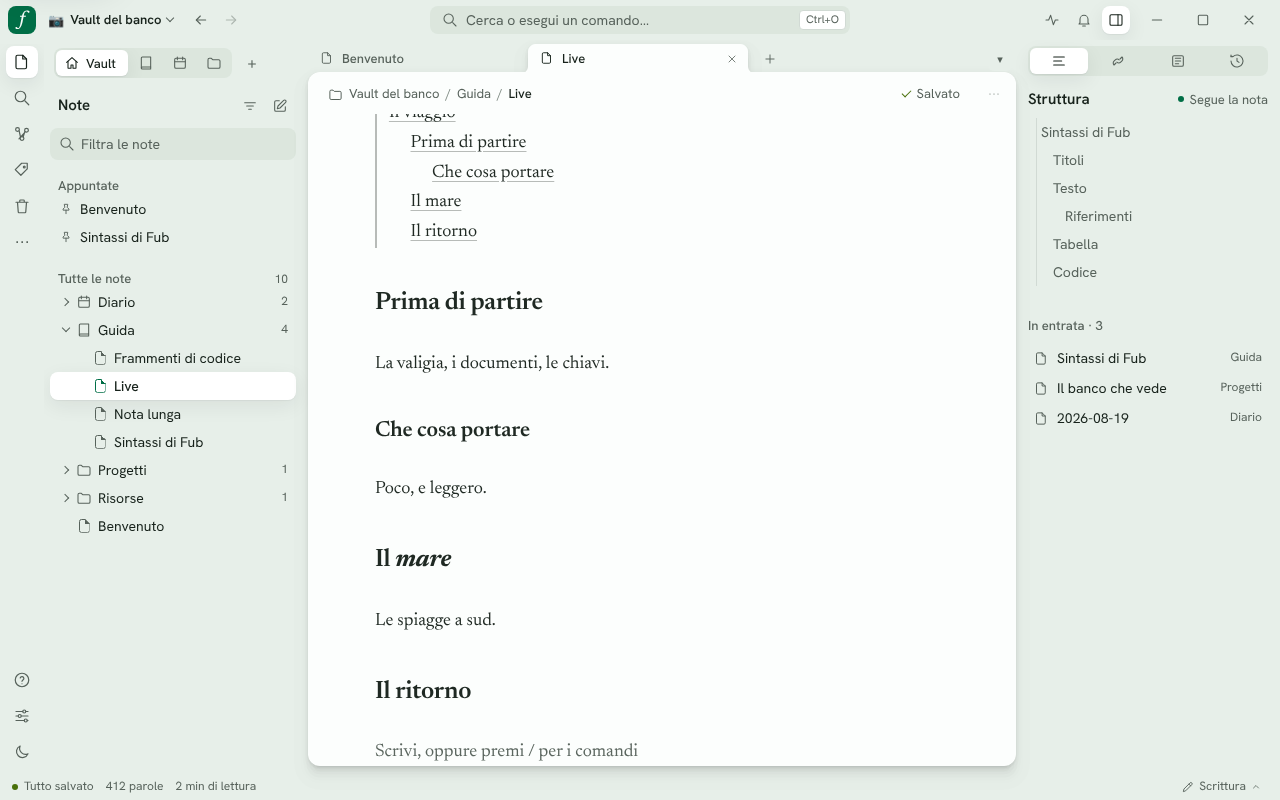 Vault del banco
Cerca o esegui un comando…
Ctrl+O
Vault
Benvenuto
Live
Note
Filtra le note
Appuntate
Benvenuto
Sintassi di Fub
Tutte le note 10
Diario 2
Guida 4
Frammenti di codice
Live
Nota lunga
Sintassi di Fub
Progetti 1
Risorse 1
Benvenuto
Vault del banco / Guida / Live
Salvato
Il viaggio
Prima di partire
Che cosa portare
Il mare
Il ritorno
Prima di partire
La valigia, i documenti, le chiavi.
Che cosa portare
Poco, e leggero.
Il mare
Le spiagge a sud.
Il ritorno
Scrivi, oppure premi / per i comandi
Struttura
Segue la nota
Sintassi di Fub
Titoli
Testo
Riferimenti
Tabella
Codice
In entrata · 3
Sintassi di Fub Guida
Il banco che vede Progetti
2026-08-19 Diario
Tutto salvato 412 parole 2 min di lettura
Scrittura